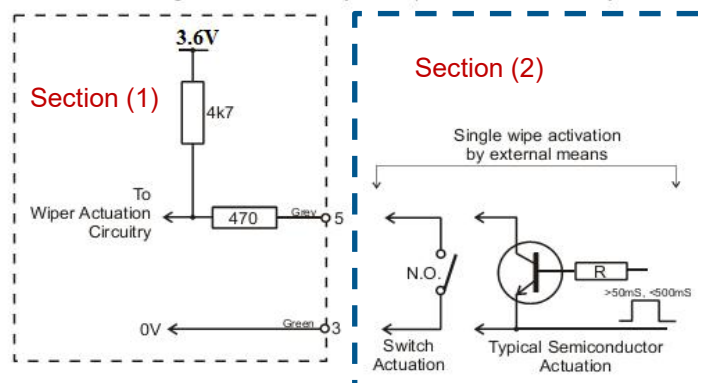 3.6V
Section (1)
4k7
To
Wiper Actuation
Circuitry
470
Grey
5
0V
Green
3
Section (2)
Single wipe activation
by external means
N.O.
R
>50mS, <500mS
Switch
Actuation
Typical Semiconductor
Actuation